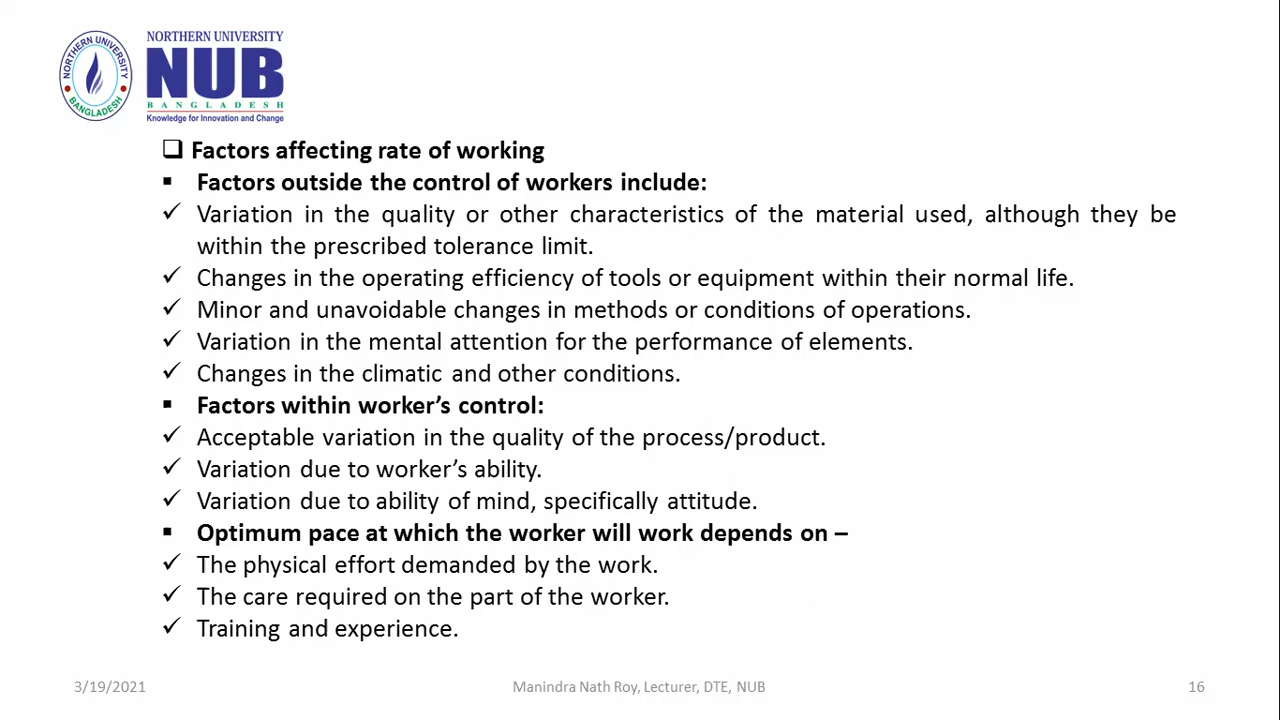 NORTHERN UNIVERSITY
BANGLADESH
NORTHERN UNIVERSITY
NUB
BANGLADESH
Knowledge for Innovation and Change
❑ Factors affecting rate of working
▪ Factors outside the control of workers include:
✓ Variation in the quality or other characteristics of the material used, although they be
within the prescribed tolerance limit.
✓ Changes in the operating efficiency of tools or equipment within their normal life.
✓ Minor and unavoidable changes in methods or conditions of operations.
✓ Variation in the mental attention for the performance of elements.
✓ Changes in the climatic and other conditions.
▪ Factors within worker’s control:
✓ Acceptable variation in the quality of the process/product.
✓ Variation due to worker’s ability.
✓ Variation due to ability of mind, specifically attitude.
▪ Optimum pace at which the worker will work depends on –
✓ The physical effort demanded by the work.
✓ The care required on the part of the worker.
✓ Training and experience.
3/19/2021
Manindra Nath Roy, Lecturer, DTE, NUB
16